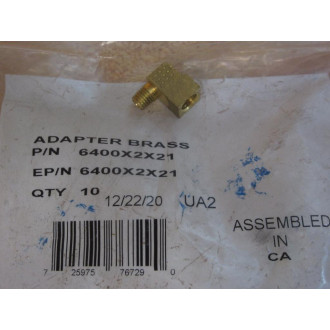 ADAPTER BRASS
P/N 6400X2X21
EP/N 6400X2X21
QTY 10 12/22/20 UA2
ASSEMBLED
IN
CA
7 25975 76729 0